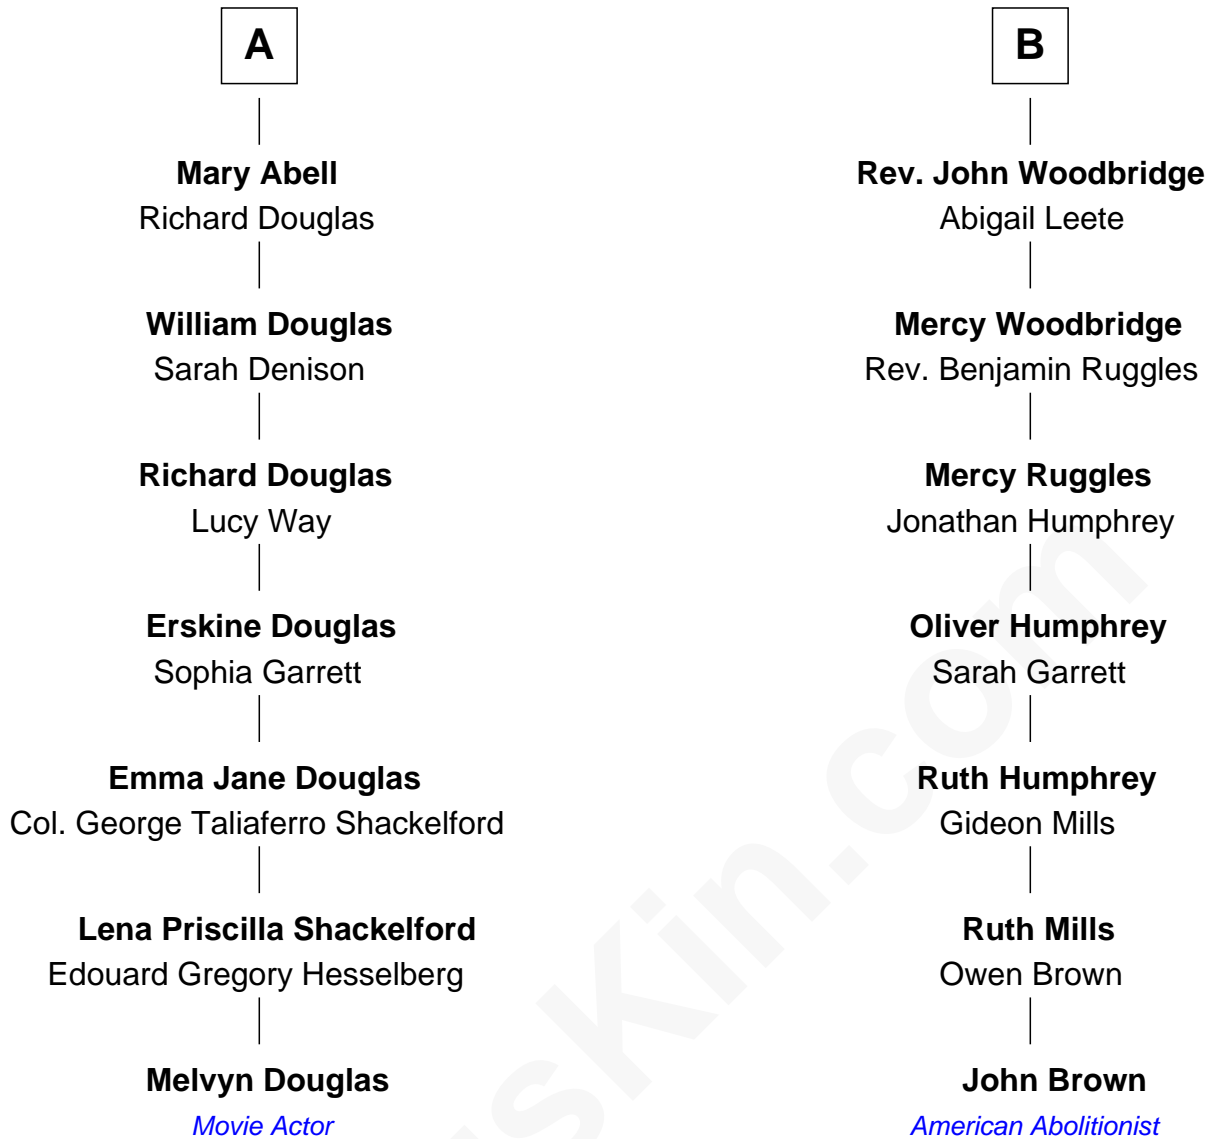 A
Mary Abell
Richard Douglas
William Douglas
Sarah Denison
Richard Douglas
Lucy Way
Erskine Douglas
Sophia Garrett
Emma Jane Douglas
Col. George Taliaferro Shackelford
Lena Priscilla Shackelford
Edouard Gregory Hesselberg
Melvyn Douglas
Movie Actor
B
Rev. John Woodbridge
Abigail Leete
Mercy Woodbridge
Rev. Benjamin Ruggles
Mercy Ruggles
Jonathan Humphrey
Oliver Humphrey
Sarah Garrett
Ruth Humphrey
Gideon Mills
Ruth Mills
Owen Brown
John Brown
American Abolitionist